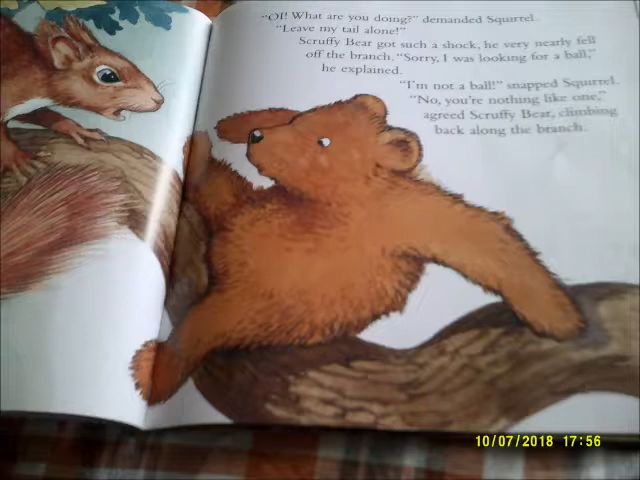 "OI! What are you doing?" demanded Squirrel.
"Leave my tail alone!"
Scruffy Bear got such a shock, he very nearly fell
off the branch. "Sorry, I was looking for a ball,"
he explained.
"I'm not a ball!" snapped Squirrel.
"No, you're nothing like one,"
agreed Scruffy Bear, climbing
back along the branch.
10/07/2018 17:56